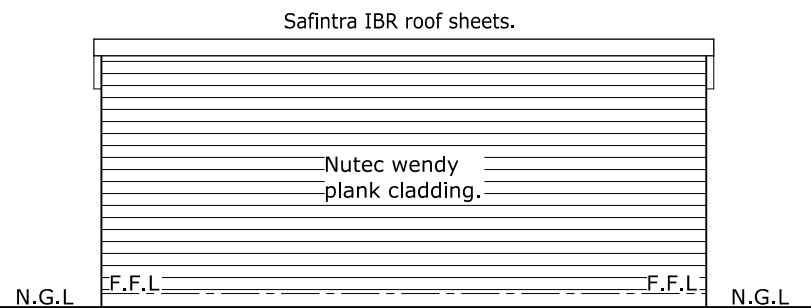 Safintra IBR roof sheets.
Nutec wendy
plank cladding.
F.F.L F.F.L
N.G.L N.G.L